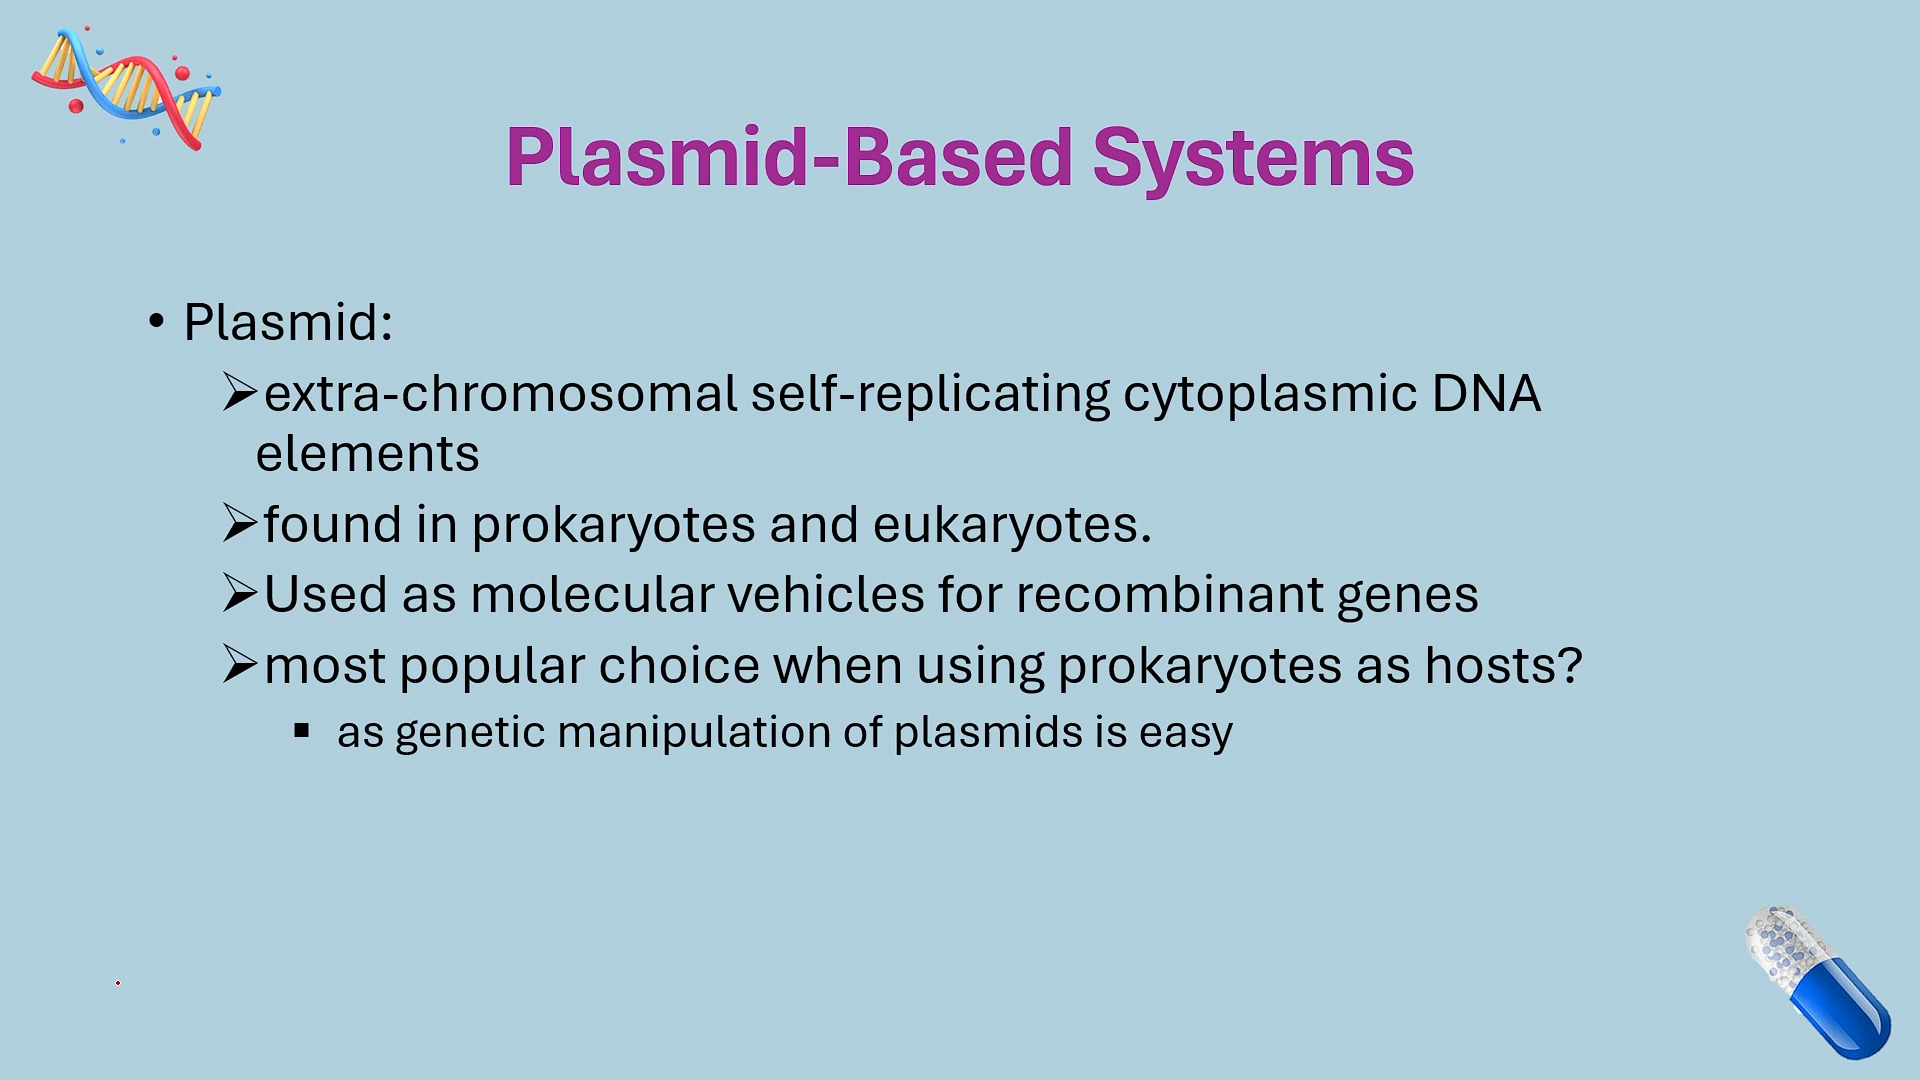 Plasmid-Based Systems
• Plasmid:
➢extra-chromosomal self-replicating cytoplasmic DNA
elements
➢found in prokaryotes and eukaryotes.
➢Used as molecular vehicles for recombinant genes
➢most popular choice when using prokaryotes as hosts?
▪ as genetic manipulation of plasmids is easy